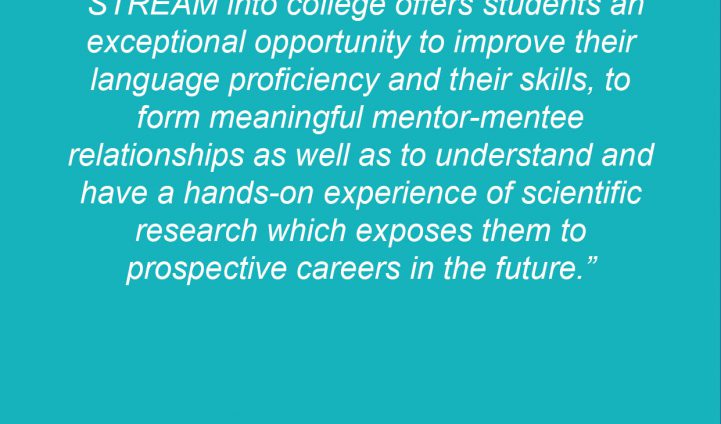 STREAM into college offers students an
exceptional opportunity to improve their
language proficiency and their skills, to
form meaningful mentor-mentee
relationships as well as to understand and
have a hands-on experience of scientific
research which exposes them to
prospective careers in the future.”